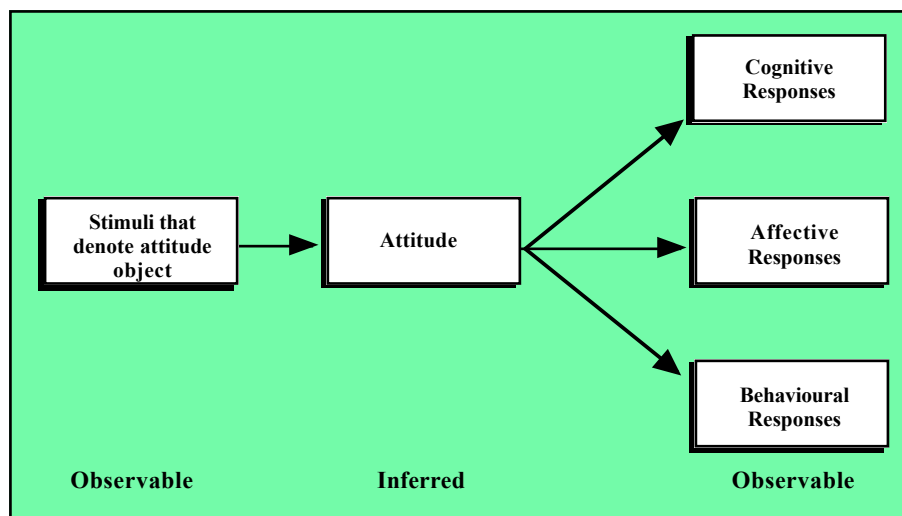 Cognitive
Responses
Stimuli that
denote attitude
object
Attitude
Affective
Responses
Behavioural
Responses
Observable
Inferred
Observable